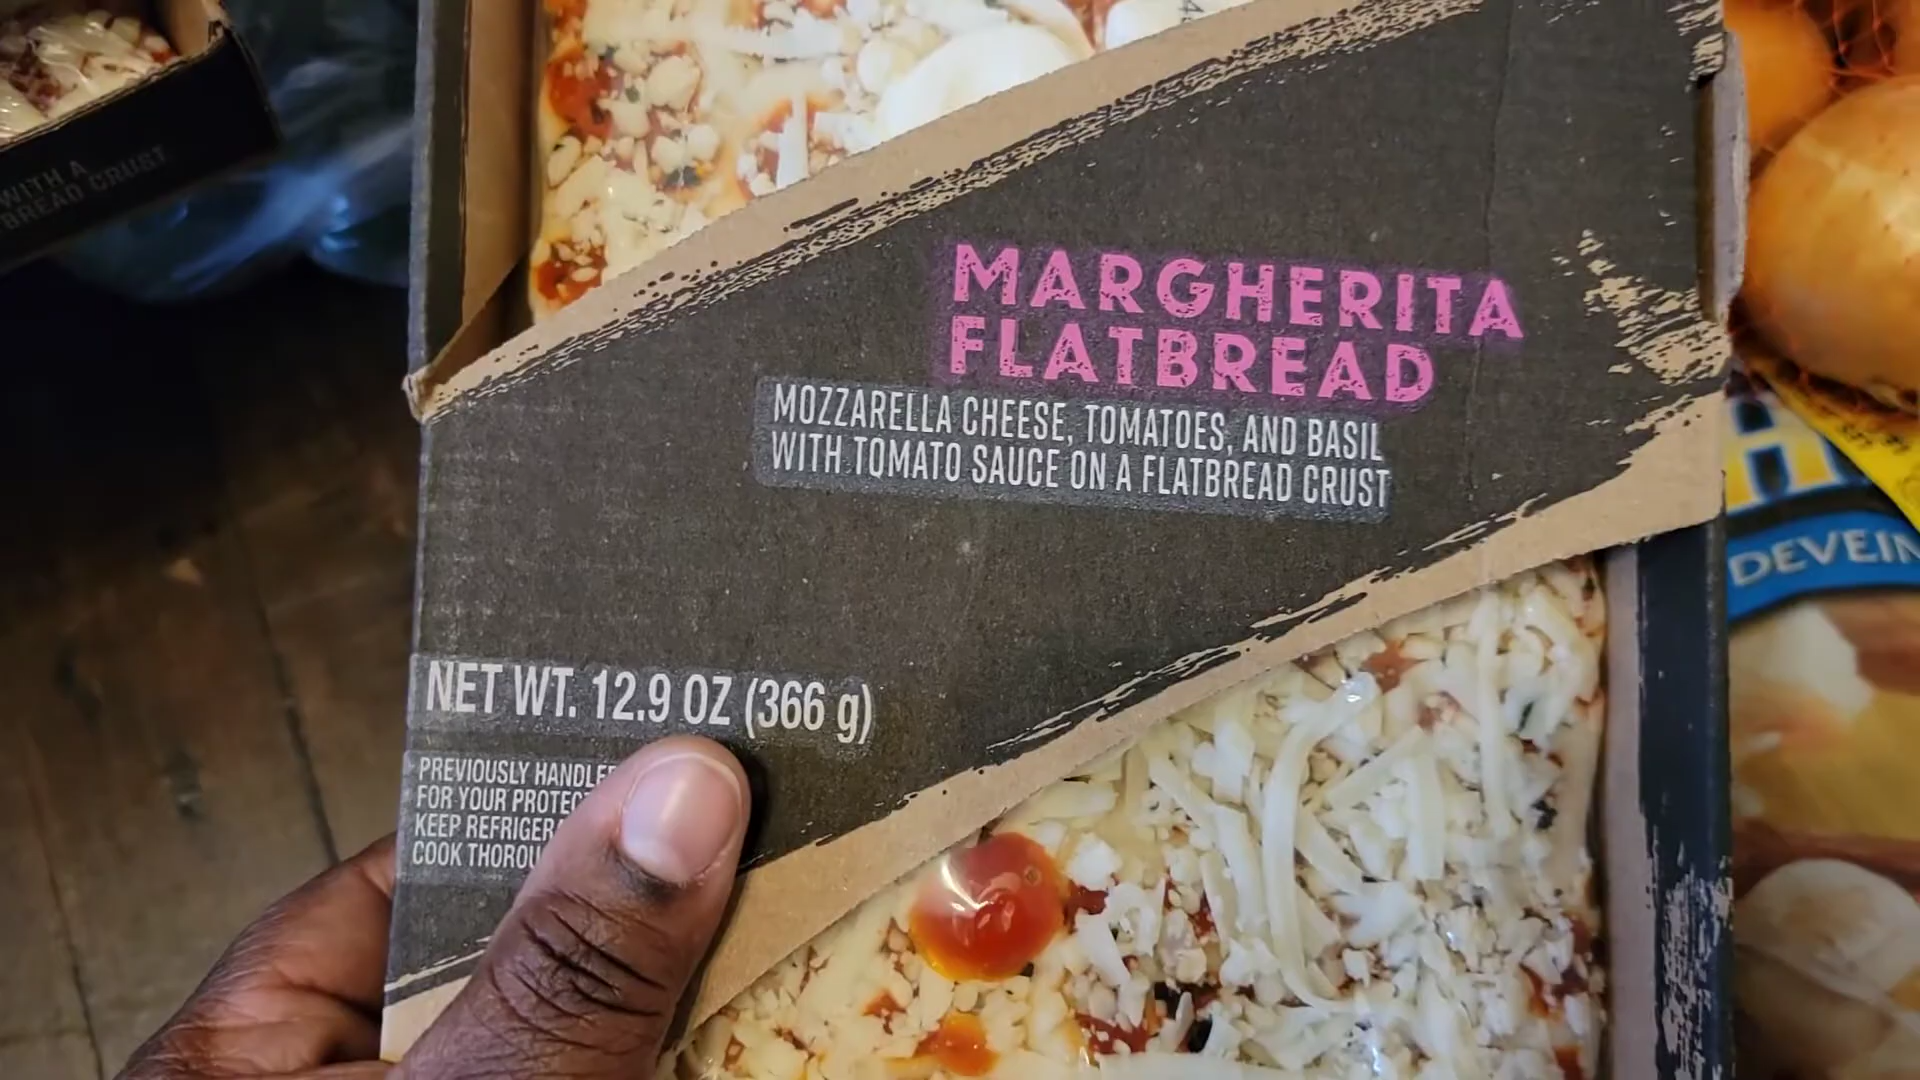 WITH A
BREAD CRUST
MARGHERITA
FLATBREAD
MOZZARELLA CHEESE, TOMATOES, AND BASIL
WITH TOMATO SAUCE ON A FLATBREAD CRUST
NET WT. 12.9 OZ (366 g)
PREVIOUSLY
FOR YOUR
KEEP
COOK